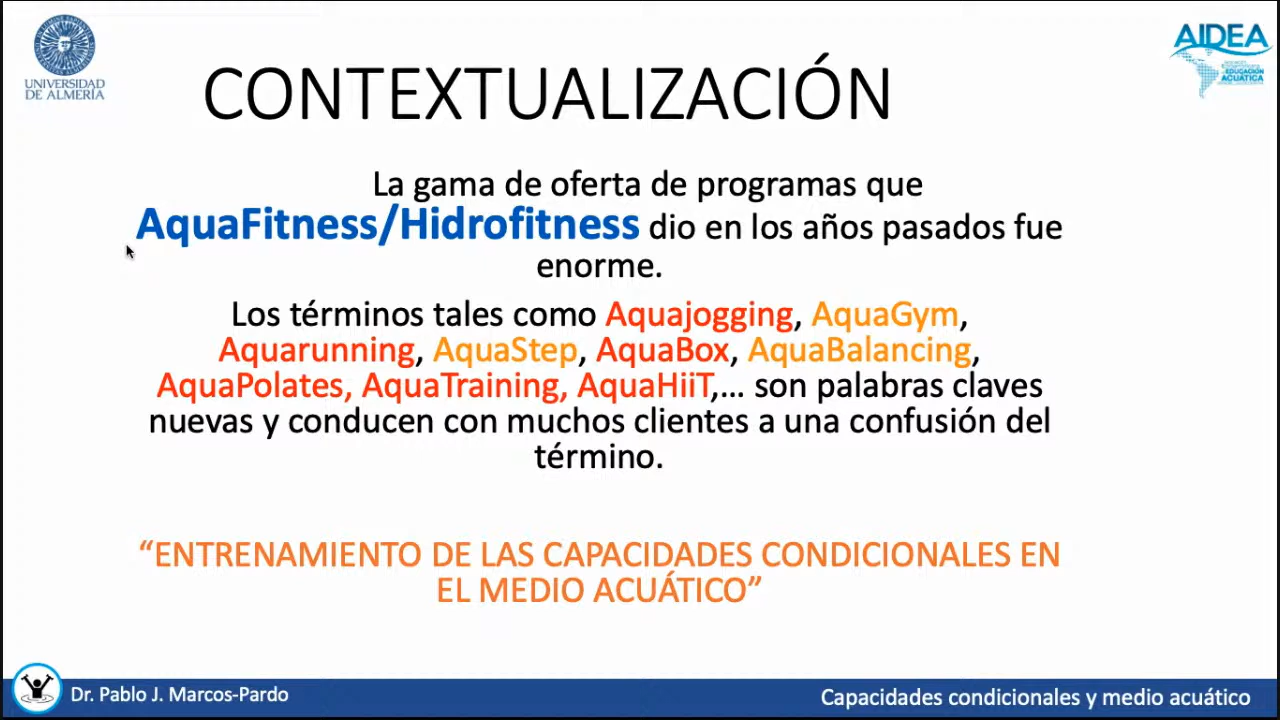 UNIVERSIDAD
DE ALMERÍA
AIDEA
EDUCACIÓN
ACUÁTICA
CONTEXTUALIZACIÓN
La gama de oferta de programas que
AquaFitness/Hidrofitness dio en los años pasados fue
enorme.
Los términos tales como Aquajogging, AquaGym,
Aquarunning, AquaStep, AquaBox, AquaBalancing,
AquaPolates, AquaTraining, AquaHiiT,... son palabras claves
nuevas y conducen con muchos clientes a una confusión del
término.
“ENTRENAMIENTO DE LAS CAPACIDADES CONDICIONALES EN
EL MEDIO ACUÁTICO”
Dr. Pablo J. Marcos-Pardo
Capacidades condicionales y medio acuático